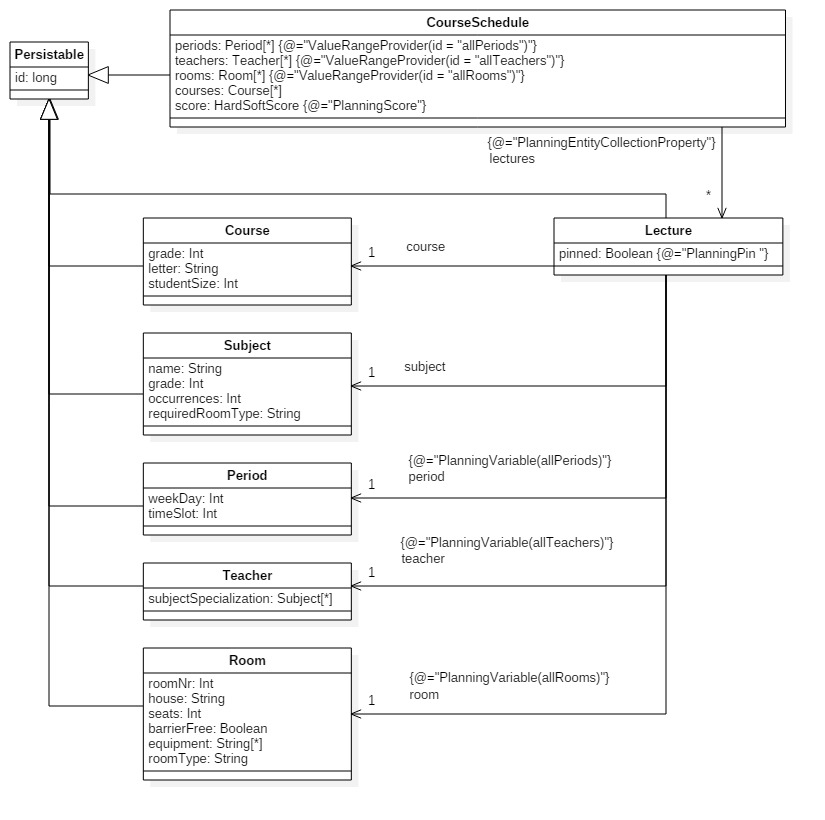 CourseSchedule
periods: Period[*] {@="ValueRangeProvider(id = "allPeriods")"}
teachers: Teacher[*] {@="ValueRangeProvider(id = "allTeachers")"}
rooms: Room[*] {@="ValueRangeProvider(id = "allRooms")"}
courses: Course[*]
score: HardSoftScore {@="PlanningScore"}
Persistable
id: long
{@="PlanningEntityCollectionProperty"}
lectures
*
Lecture
pinned: Boolean {@="PlanningPin "}
Course
grade: Int
letter: String
studentSize: Int
1
course
Subject
name: String
grade: Int
occurrences: Int
requiredRoomType: String
1
subject
Period
weekDay: Int
timeSlot: Int
{@="PlanningVariable(allPeriods)"}
period
1
Teacher
subjectSpecialization: Subject[*]
{@="PlanningVariable(allTeachers)"}
teacher
1
Room
roomNr: Int
house: String
seats: Int
barrierFree: Boolean
equipment: String[*]
roomType: String
{@="PlanningVariable(allRooms)"}
room
1